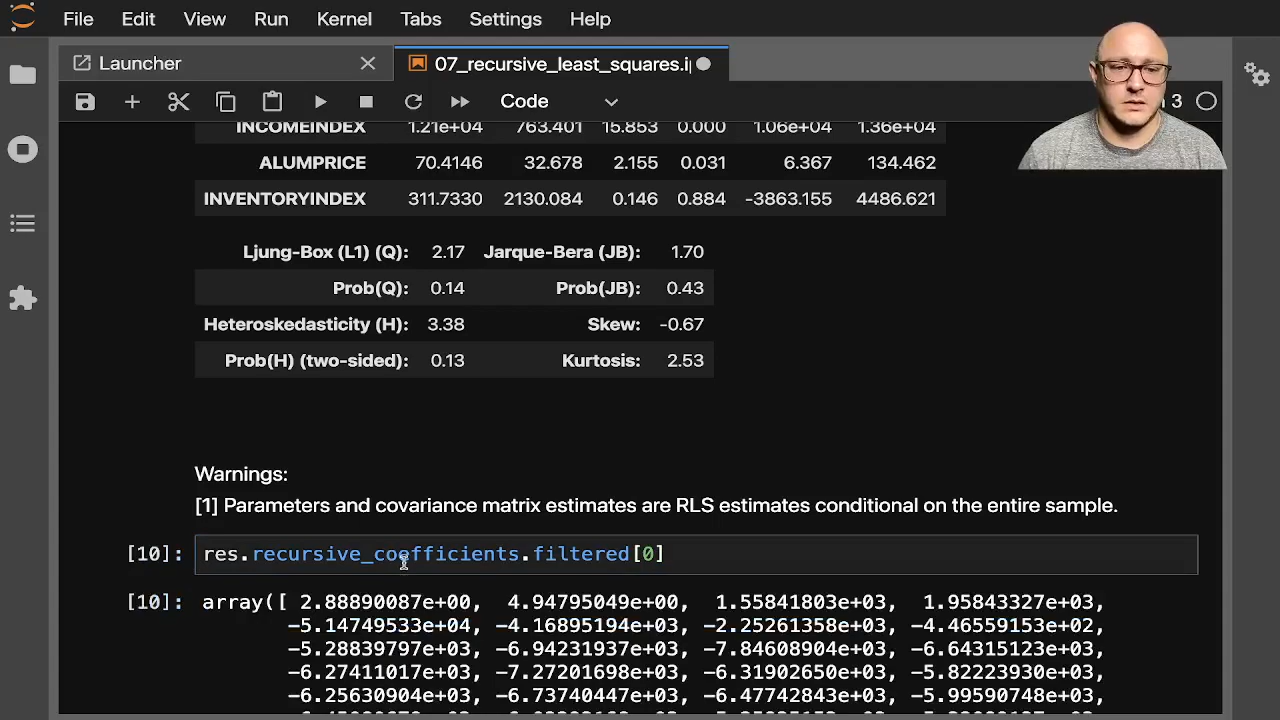 File Edit View Run Kernel Tabs Settings Help
Launcher
07_recursive_least_squares.i
Code
3
INCOMEINDEX 1.21e+04 763.401 15.853 0.000 1.06e+04 1.36e+04
ALUMPRICE 70.4146 32.678 2.155 0.031 6.367 134.462
INVENTORYINDEX 311.7330 2130.084 0.146 0.884 -3863.155 4486.621
Ljung-Box (L1) (Q): 2.17 Jarque-Bera (JB): 1.70
Prob(Q): 0.14 Prob(JB): 0.43
Heteroskedasticity (H): 3.38 Skew: -0.67
Prob(H) (two-sided): 0.13 Kurtosis: 2.53
Warnings:
[1] Parameters and covariance matrix estimates are RLS estimates conditional on the entire sample.
[10]: res.recursive_coefficients.filtered[0]
[10]: array([ 2.88890087e+00, 4.94795049e+00, 1.55841803e+03, 1.95843327e+03,
-5.14749533e+04, -4.16895194e+03, -2.25261358e+03, -4.46559153e+02,
-5.28839797e+03, -6.94231937e+03, -7.84608904e+03, -6.64315123e+03,
-6.27411017e+03, -7.27201698e+03, -6.31902650e+03, -5.82223930e+03,
-6.25630904e+03, -6.73740447e+03, -6.47742843e+03, -5.99590748e+03,